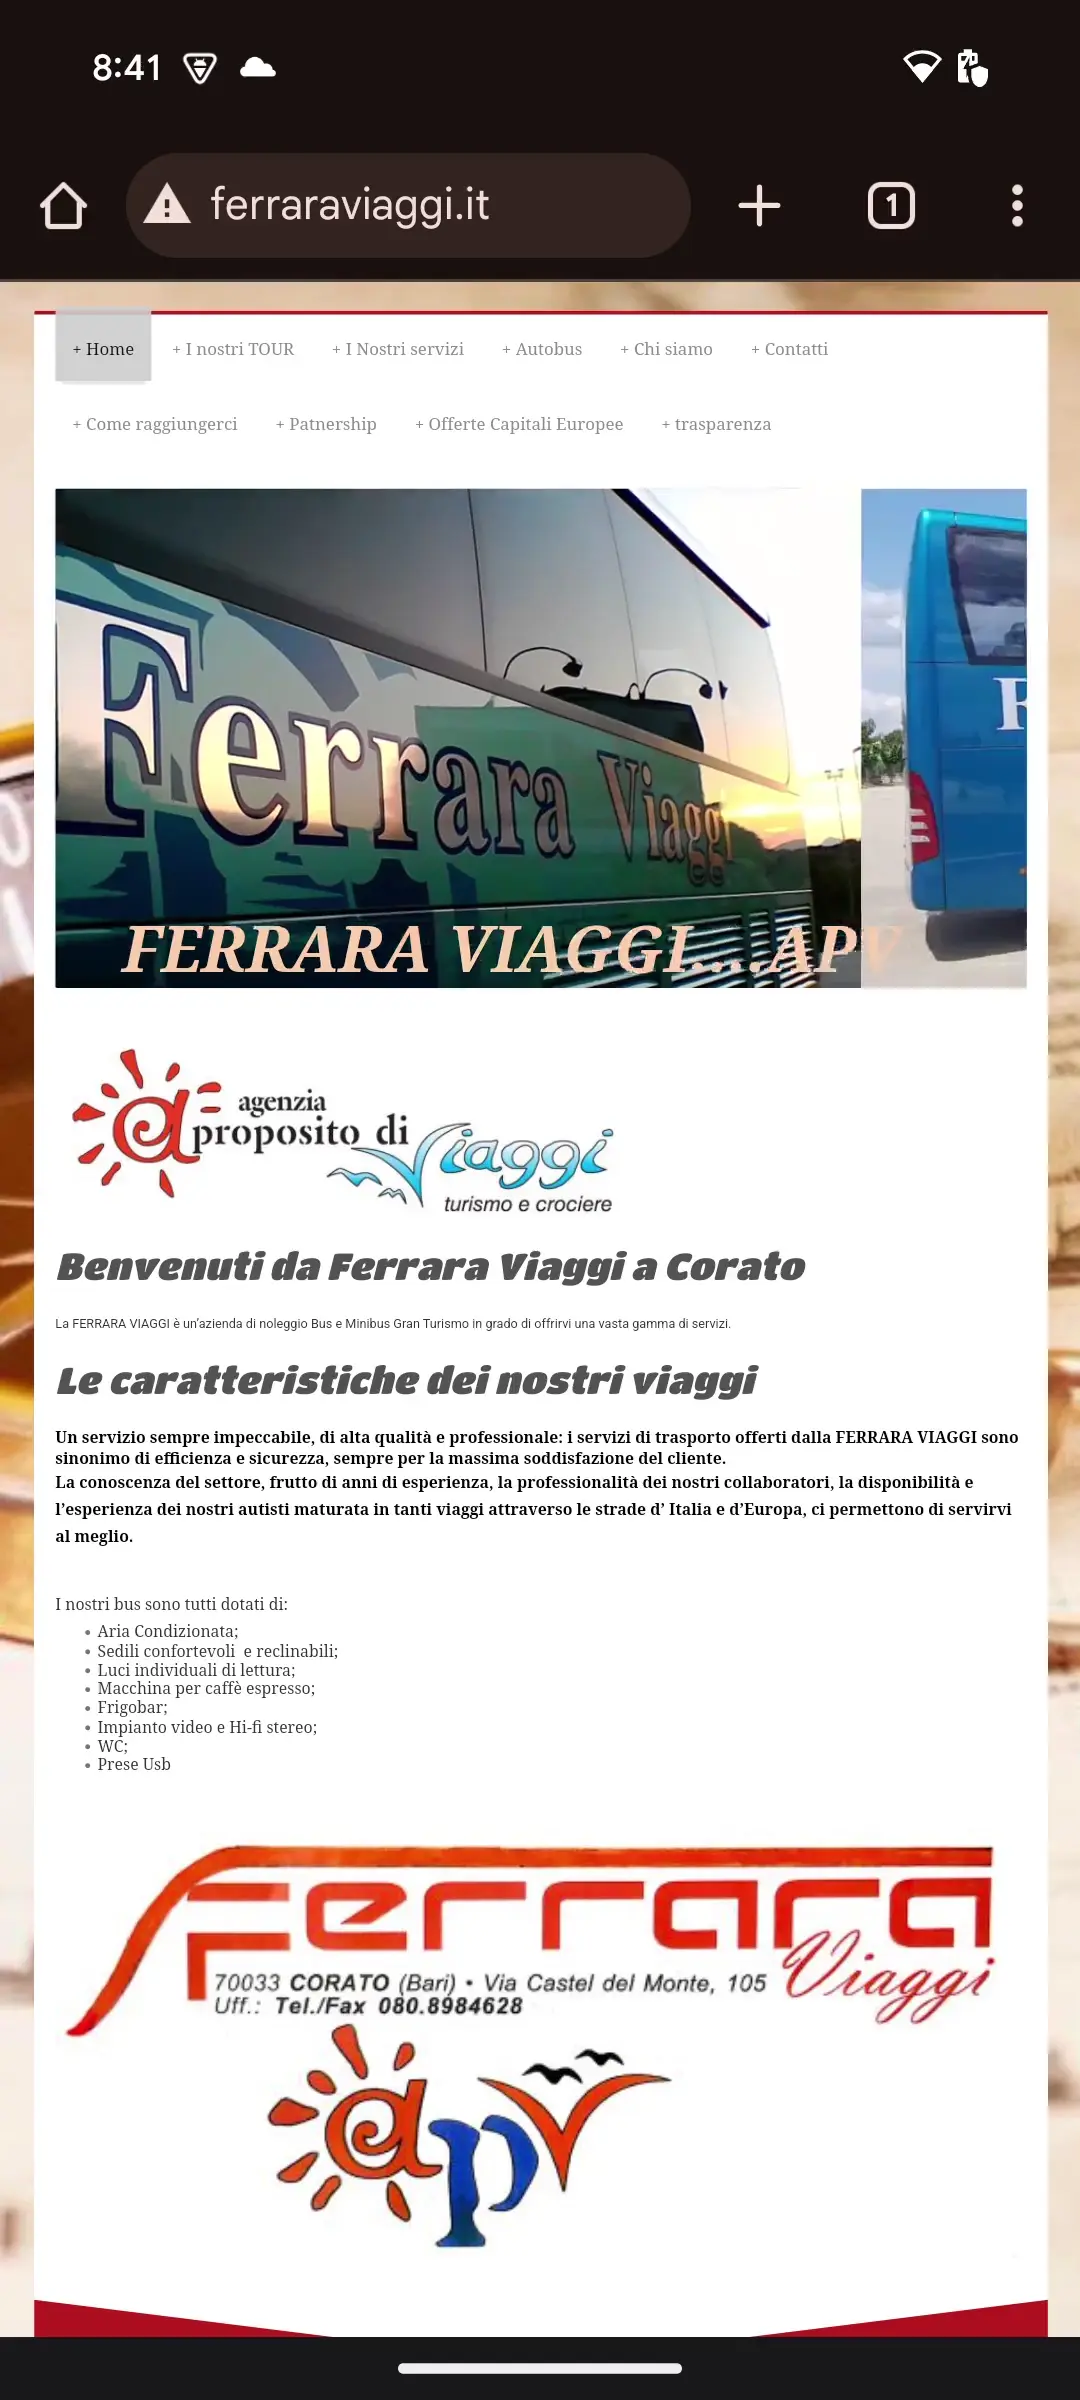 8:41
ferraraviaggi.it
1
+ Home + I nostri TOUR + I Nostri servizi + Autobus + Chi siamo + Contatti
+ Come raggiungerci + Patnership + Offerte Capitali Europee + trasparenza
Ferrara Viaggi
FERRARA VIAGGI....APV
agenzia
a proposito di Viaggi
turismo e crociere
Benvenuti da Ferrara Viaggi a Corato
La FERRARA VIAGGI è un'azienda di noleggio Bus e Minibus Gran Turismo in grado di offrirvi una vasta gamma di servizi.
Le caratteristiche dei nostri viaggi
Un servizio sempre impeccabile, di alta qualità e professionale: i servizi di trasporto offerti dalla FERRARA VIAGGI sono
sinonimo di efficienza e sicurezza, sempre per la massima soddisfazione del cliente.
La conoscenza del settore, frutto di anni di esperienza, la professionalità dei nostri collaboratori, la disponibilità e
l'esperienza dei nostri autisti maturata in tanti viaggi attraverso le strade d' Italia e d'Europa, ci permettono di servirvi
al meglio.
I nostri bus sono tutti dotati di:
• Aria Condizionata;
• Sedili confortevoli  e reclinabili;
• Luci individuali di lettura;
• Macchina per caffè espresso;
• Frigobar;
• Impianto video e Hi-fi stereo;
• WC;
• Prese Usb
Ferrara
Viaggi
70033 CORATO (Bari) • Via Castel del Monte, 105
Uff.: Tel./Fax 080.8984628
apv